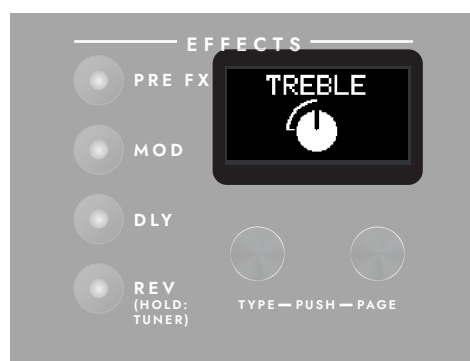 EFFECTS
PRE FX
TREBLE
MOD
DLY
REV
(HOLD:
TUNER)
TYPE—PUSH—PAGE